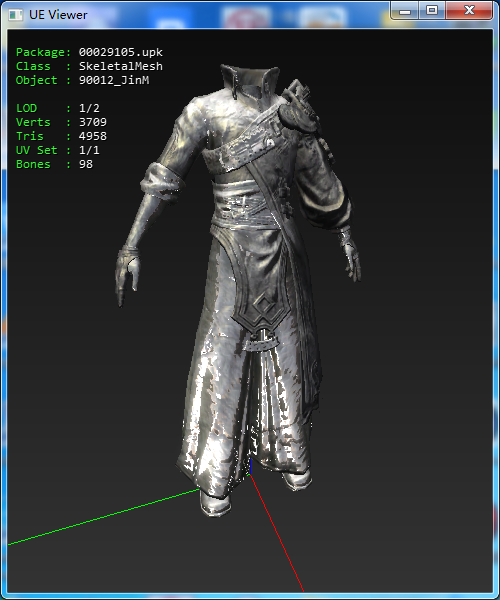 UE Viewer
Package: 00029105.upk
Class : SkeletalMesh
Object : 90012_JinM
LOD : 1/2
Verts : 3709
Tris : 4958
UV Set : 1/1
Bones : 98